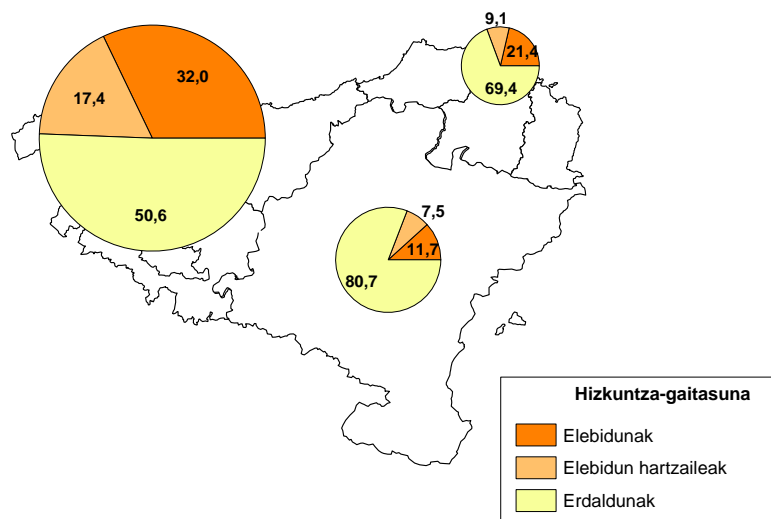 9,1
21,4
69,4
32,0
17,4
50,6
7,5
11,7
80,7
Hizkuntza-gaitasuna
Elebidunak
Elebidun hartzaileak
Erdaldunak